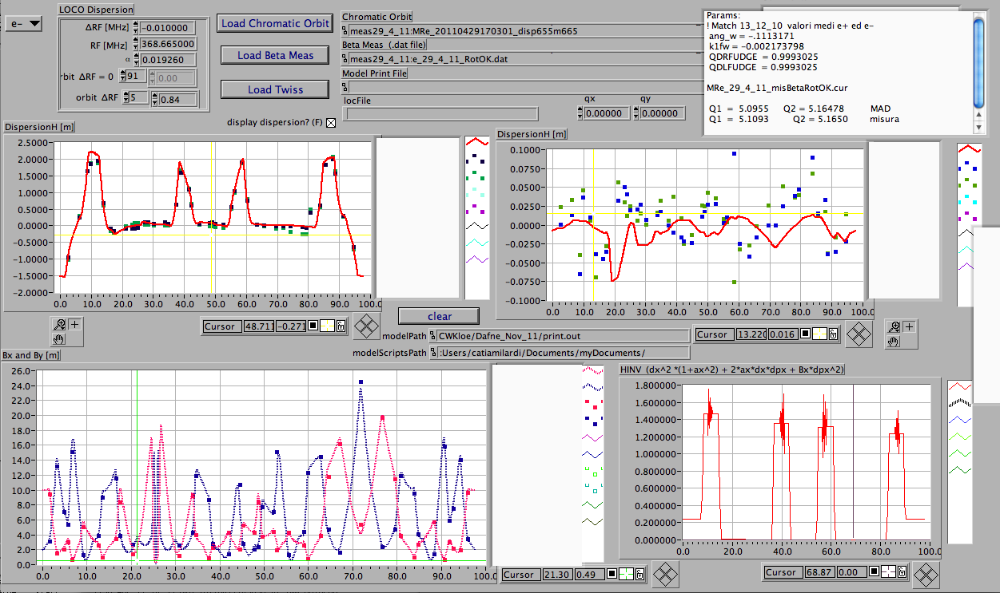 e-
LOCO Dispersion
ΔRF [MHz] -0.010000
RF [MHz] 368.665000
α 0.019260
rbit ΔRF = 0 91 0.00
orbit ΔRF 5 0.84
Load Chromatic Orbit
Load Beta Meas
Load Twiss
display dispersion? (F)
Chromatic Orbit
meas29_4_11:MRe_20110429170301_disp655m665
Beta Meas (.dat file)
meas29_4_11:e_29_4_11_RotOK.dat
Model Print File
locFile
qx qy
0.00000 0.00000
Params:
! Match 13_12_10 valori medi e+ ed e-
ang_w = -.1113171
k1fw = -0.002173798
QDRFUDGE = 0.9993025
QDLFUDGE = 0.9993025
MRe_29_4_11_misBetaRotOK.cur
Q1 = 5.0955 Q2 = 5.16478 MAD
Q1 = 5.1093 Q2 = 5.1650 misura
DispersionH [m]
2.5000
2.0000
1.5000
1.0000
0.5000
0.0000
-0.5000
-1.0000
-1.5000
-2.0000
0.0 10.0 20.0 30.0 40.0 50.0 60.0 70.0 80.0 90.0 100.0
Cursor 48.711 -0.271
DispersionH [m]
0.1000
0.0750
0.0500
0.0250
0.0000
-0.0250
-0.0500
-0.0750
-0.1000
0.0 10.0 20.0 30.0 40.0 50.0 60.0 70.0 80.0 90.0 100.0
Cursor 13.220 0.016
clear
modelPath CWKloe/Dafne_Nov_11/print.out
modelScriptsPath :Users/catiamilardi/Documents/myDocuments/
Bx and By [m]
26.0
24.0
22.0
20.0
18.0
16.0
14.0
12.0
10.0
8.0
6.0
4.0
2.0
0.0
0.0 10.0 20.0 30.0 40.0 50.0 60.0 70.0 80.0 90.0 100.0
Cursor 21.30 0.49
HINV (dx^2 *(1+ax^2) + 2*ax*dx*dpx + Bx*dpx^2)
1.800000
1.600000
1.400000
1.200000
1.000000
0.800000
0.600000
0.400000
0.200000
0.000000
0.0 20.0 40.0 60.0 80.0 100.0
Cursor 68.87 0.00